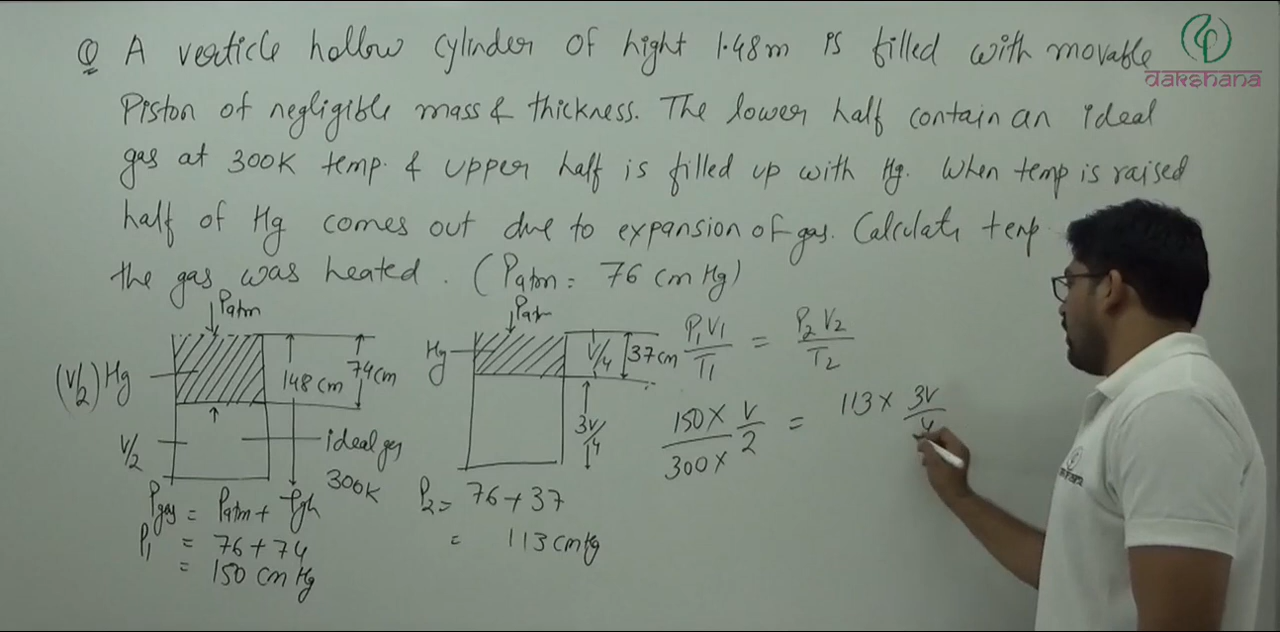 Q A verticle hollow cylinder of hight 1.48m is filled with movable
Piston of negligible mass & thickness. The lower half contain an ideal
gas at 300K temp. & upper half is filled up with Hg. When temp is raised
half of Hg comes out due to expansion of gas. Calculate temp.
the gas was heated. (Patm = 76 cm Hg)
dakshana
Patm
(V/2) Hg
148 cm
74cm
V/2
ideal gas
300K
Pgas = Patm + ρgh
P1 = 76 + 74
= 150 cm Hg
Patm
Hg
V/4
37cm
3V/4
P2 = 76 + 37
= 113 cm Hg
P1V1/T1 = P2V2/T2
150 x/300 x V/2 = 113 x 3V/4